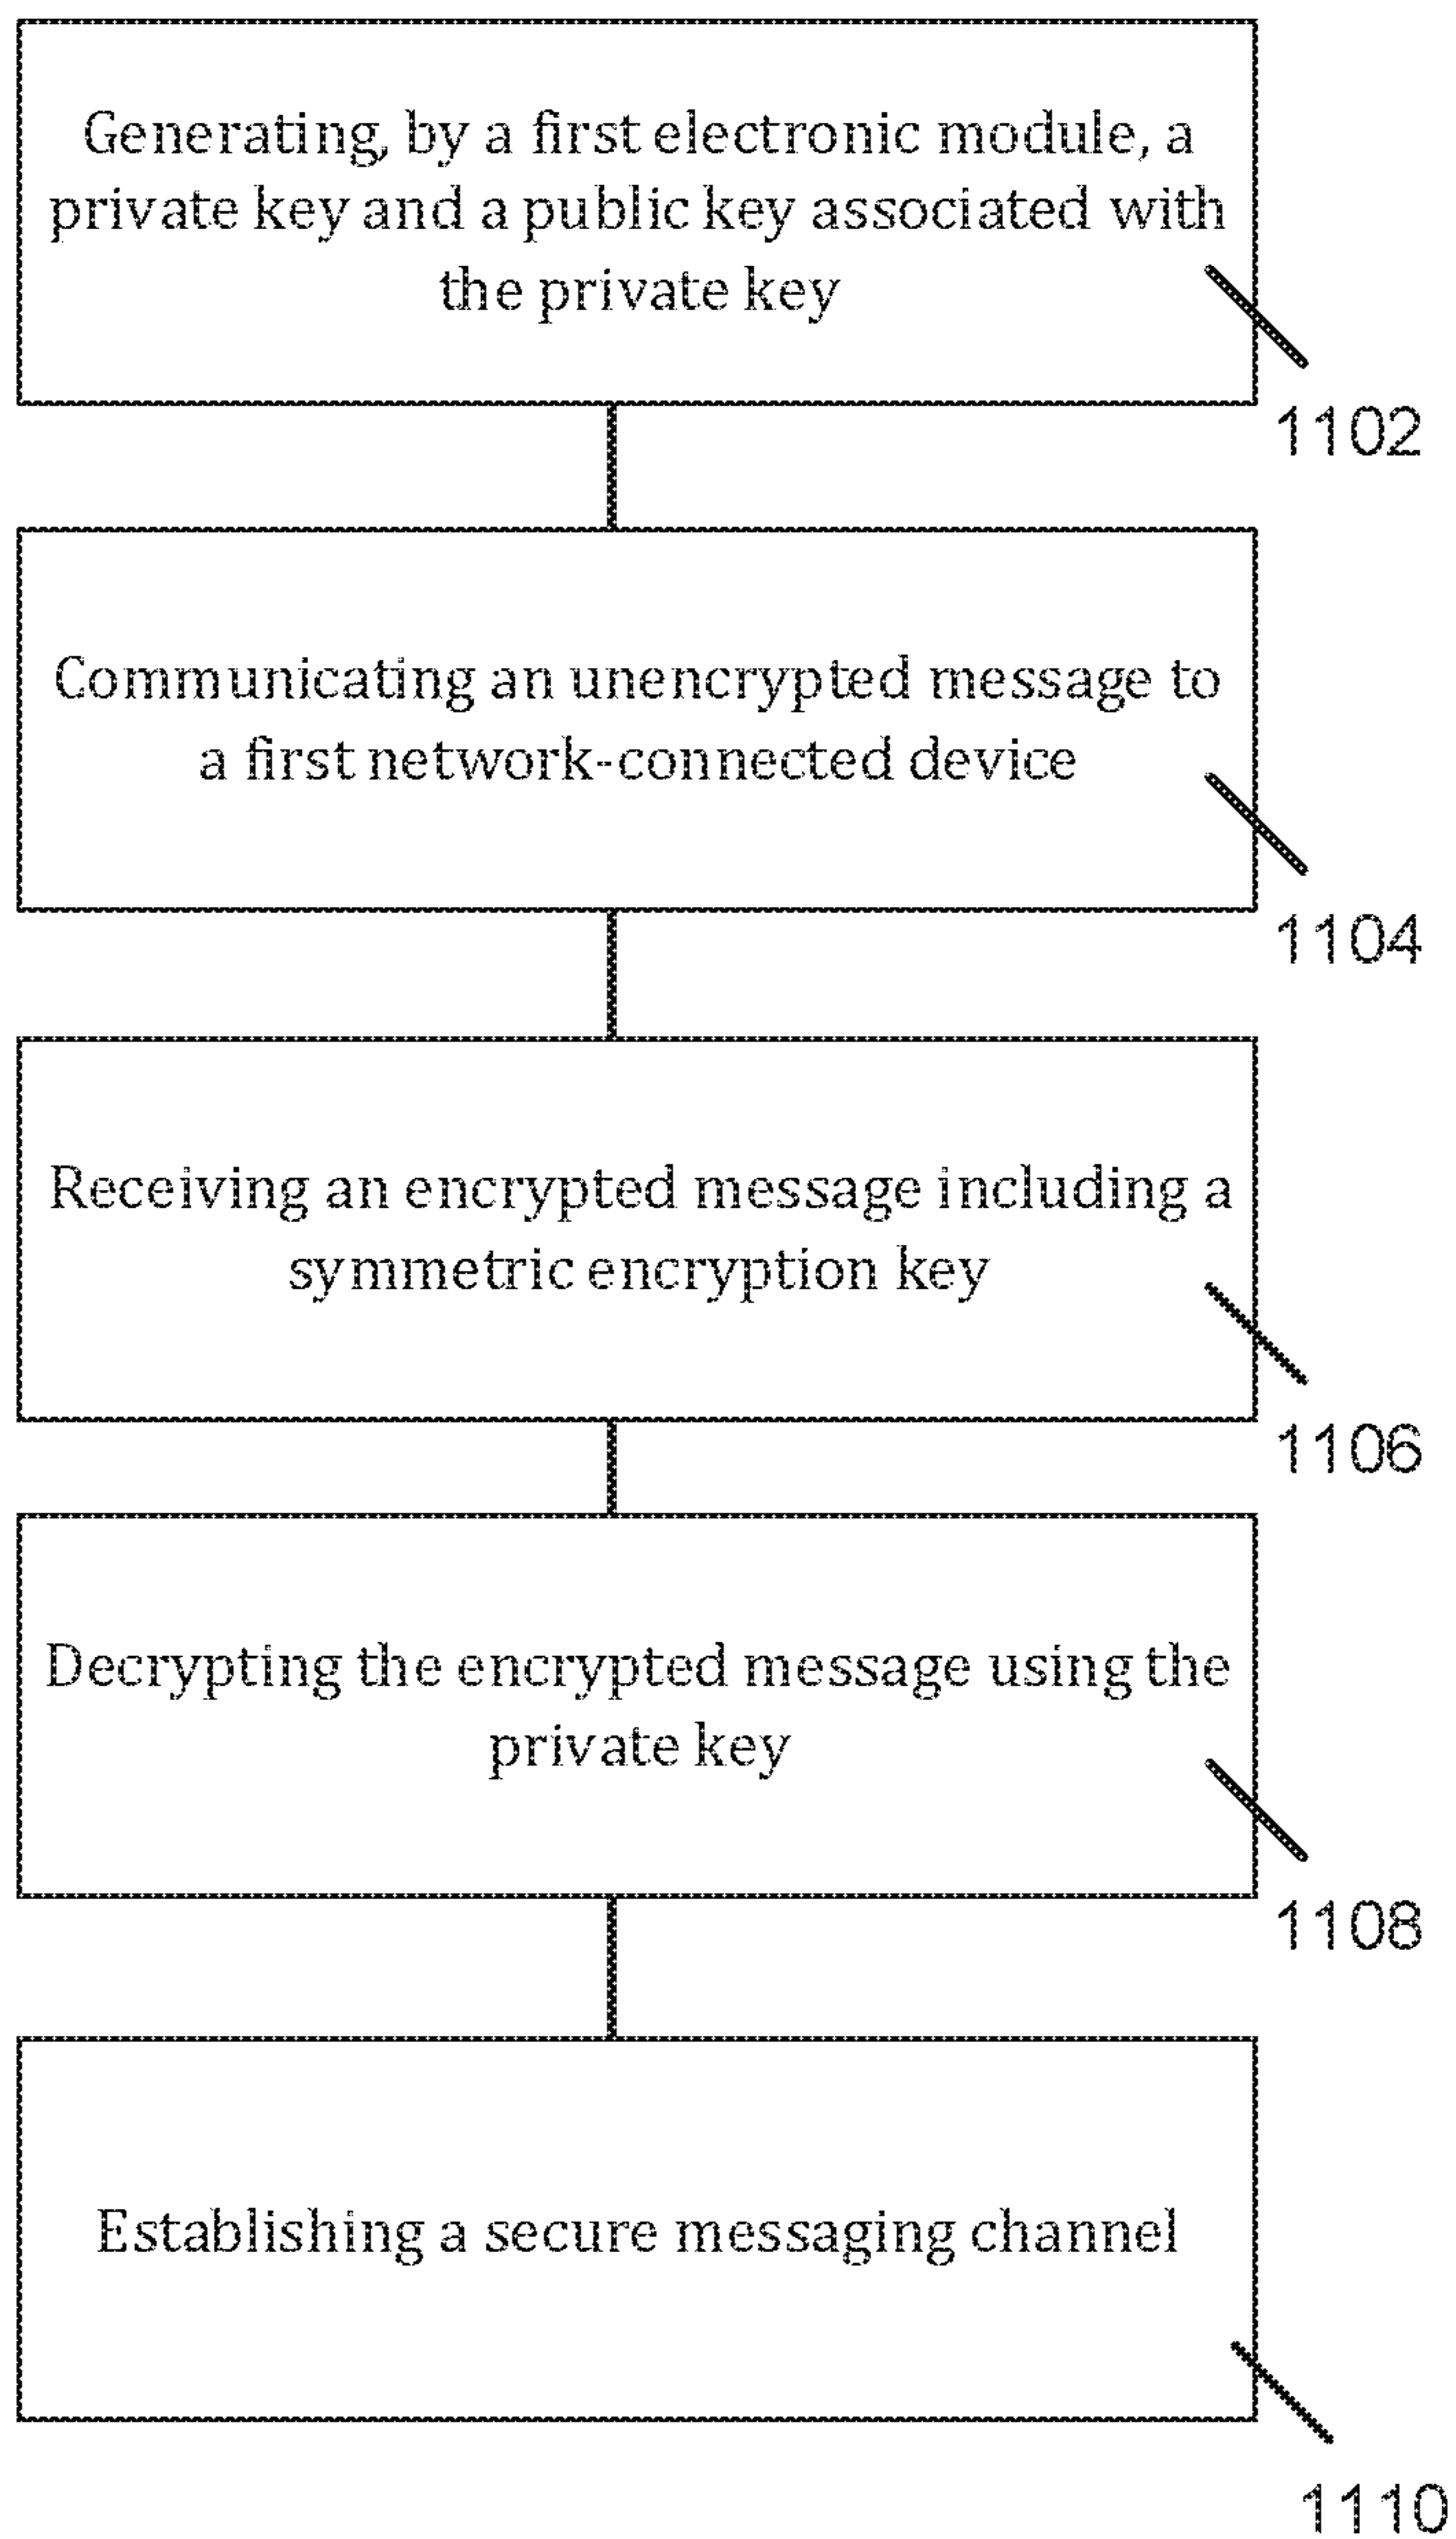 Generating, by a first electronic module, a
private key and a public key associated with
the private key
1102
Communicating an unencrypted message to
a first network-connected device
1104
Receiving an encrypted message including a
symmetric encryption key
1106
Decrypting the encrypted message using the
private key
1108
Establishing a secure messaging channel
1110